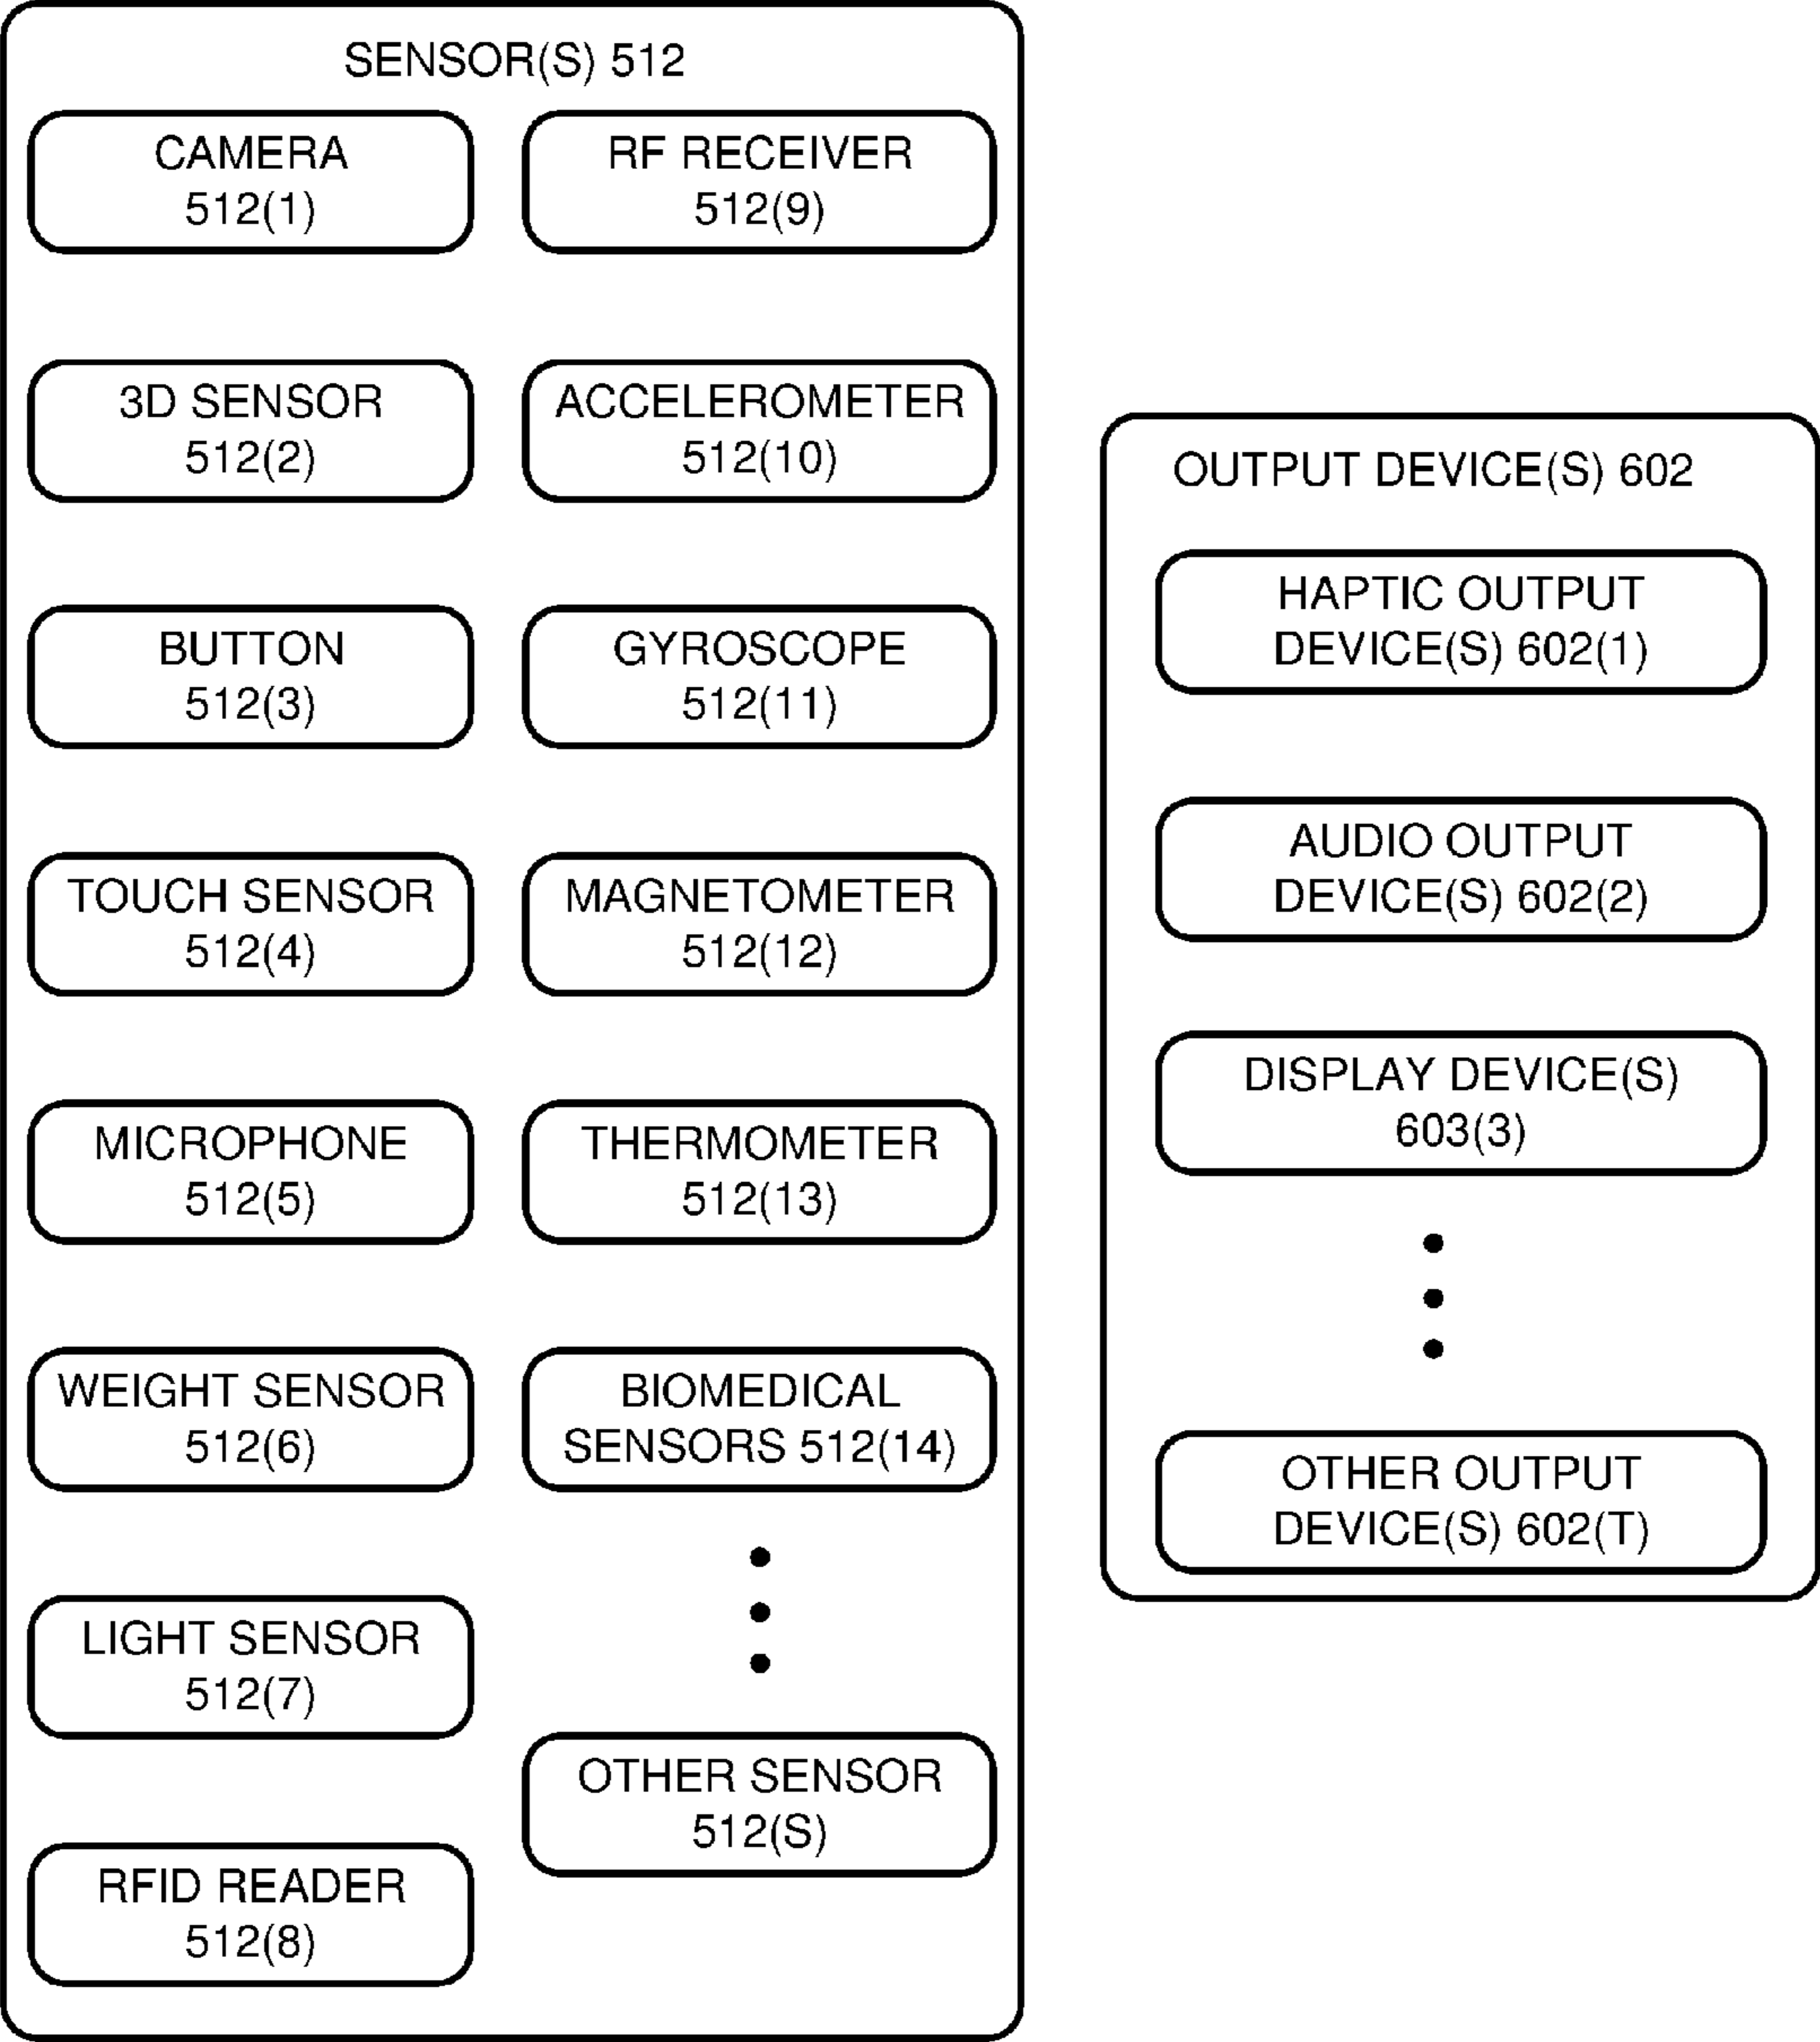 SENSOR(S) 512
CAMERA
512(1)
3D SENSOR
512(2)
BUTTON
512(3)
TOUCH SENSOR
512(4)
MICROPHONE
512(5)
WEIGHT SENSOR
512(6)
LIGHT SENSOR
512(7)
RFID READER
512(8)
RF RECEIVER
512(9)
ACCELEROMETER
512(10)
GYROSCOPE
512(11)
MAGNETOMETER
512(12)
THERMOMETER
512(13)
BIOMEDICAL
SENSORS 512(14)
OTHER SENSOR
512(S)
OUTPUT DEVICE(S) 602
HAPTIC OUTPUT
DEVICE(S) 602(1)
AUDIO OUTPUT
DEVICE(S) 602(2)
DISPLAY DEVICE(S)
603(3)
OTHER OUTPUT
DEVICE(S) 602(T)